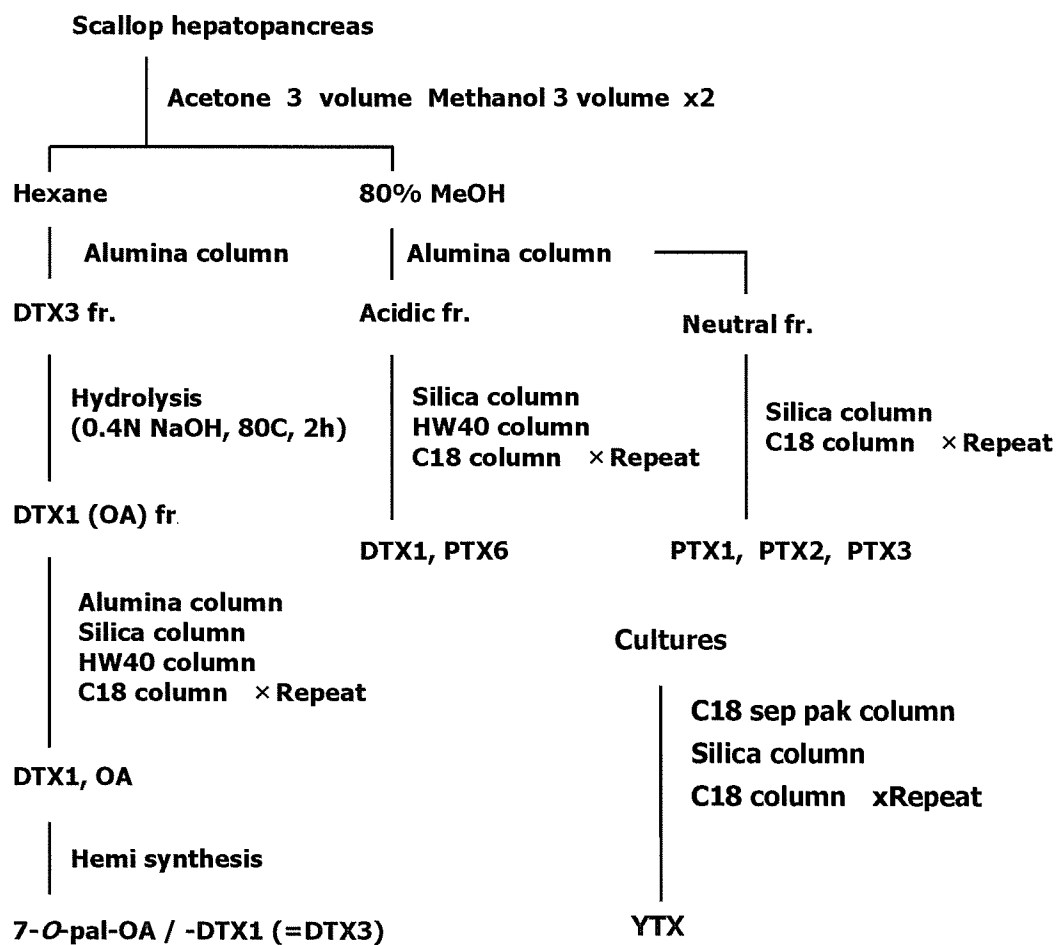 Scallop hepatopancreas
Acetone 3 volume Methanol 3 volume x2
Hexane
80% MeOH
Alumina column
Alumina column
DTX3 fr.
Acidic fr.
Neutral fr.
Hydrolysis
(0.4N NaOH, 80C, 2h)
Silica column
HW40 column
C18 column × Repeat
Silica column
C18 column × Repeat
DTX1 (OA) fr.
DTX1, PTX6
PTX1, PTX2, PTX3
Alumina column
Silica column
HW40 column
C18 column × Repeat
Cultures
C18 sep pak column
Silica column
C18 column xRepeat
DTX1, OA
Hemi synthesis
7-O-pal-OA / -DTX1 (=DTX3)
YTX